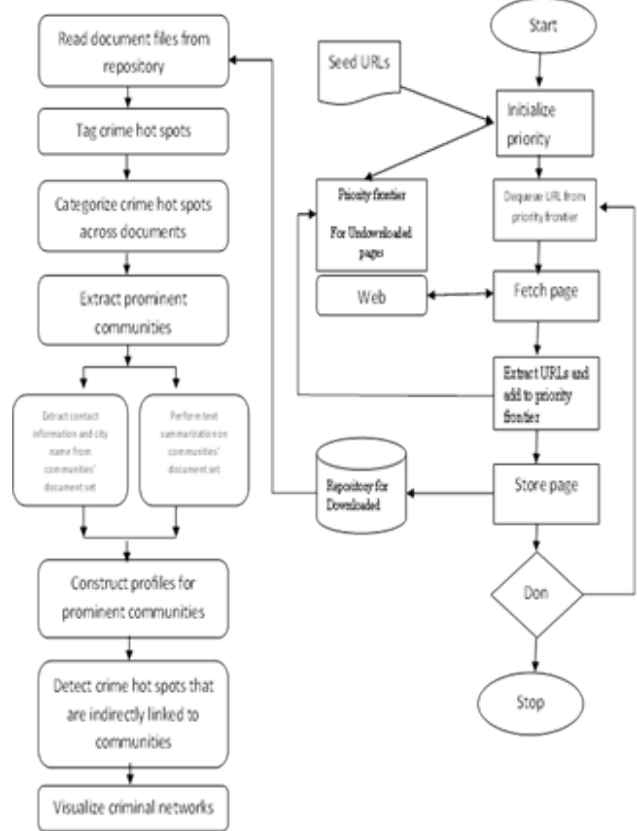 Read document files from
repository
Tag crime hot spots
Categorize crime hot spots
across documents
Extract prominent
communities
Extract contact
information and city
name from
communities'
document set
Perform text
summarization on
communities'
document set
Construct profiles for
prominent communities
Detect crime hot spots that
are indirectly linked to
communities
Visualize criminal networks
Start
Seed URLs
Initialize
priority
Priority frontier
For Undownloaded
pages
Dequeue URL from
priority frontier
Web
Fetch page
Extract URLs and
add to priority
frontier
Repository for
Downloaded
Store page
Don
Stop